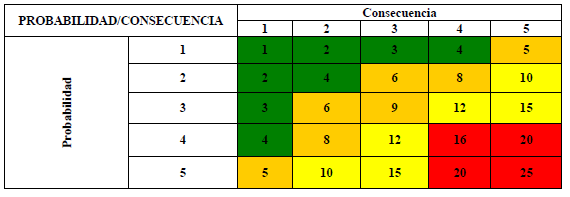 PROBABILIDAD/CONSECUENCIA
Consecuencia
1 2 3 4 5
Probabilidad
1 1 2 3 4 5
2 2 4 6 8 10
3 3 6 9 12 15
4 4 8 12 16 20
5 5 10 15 20 25